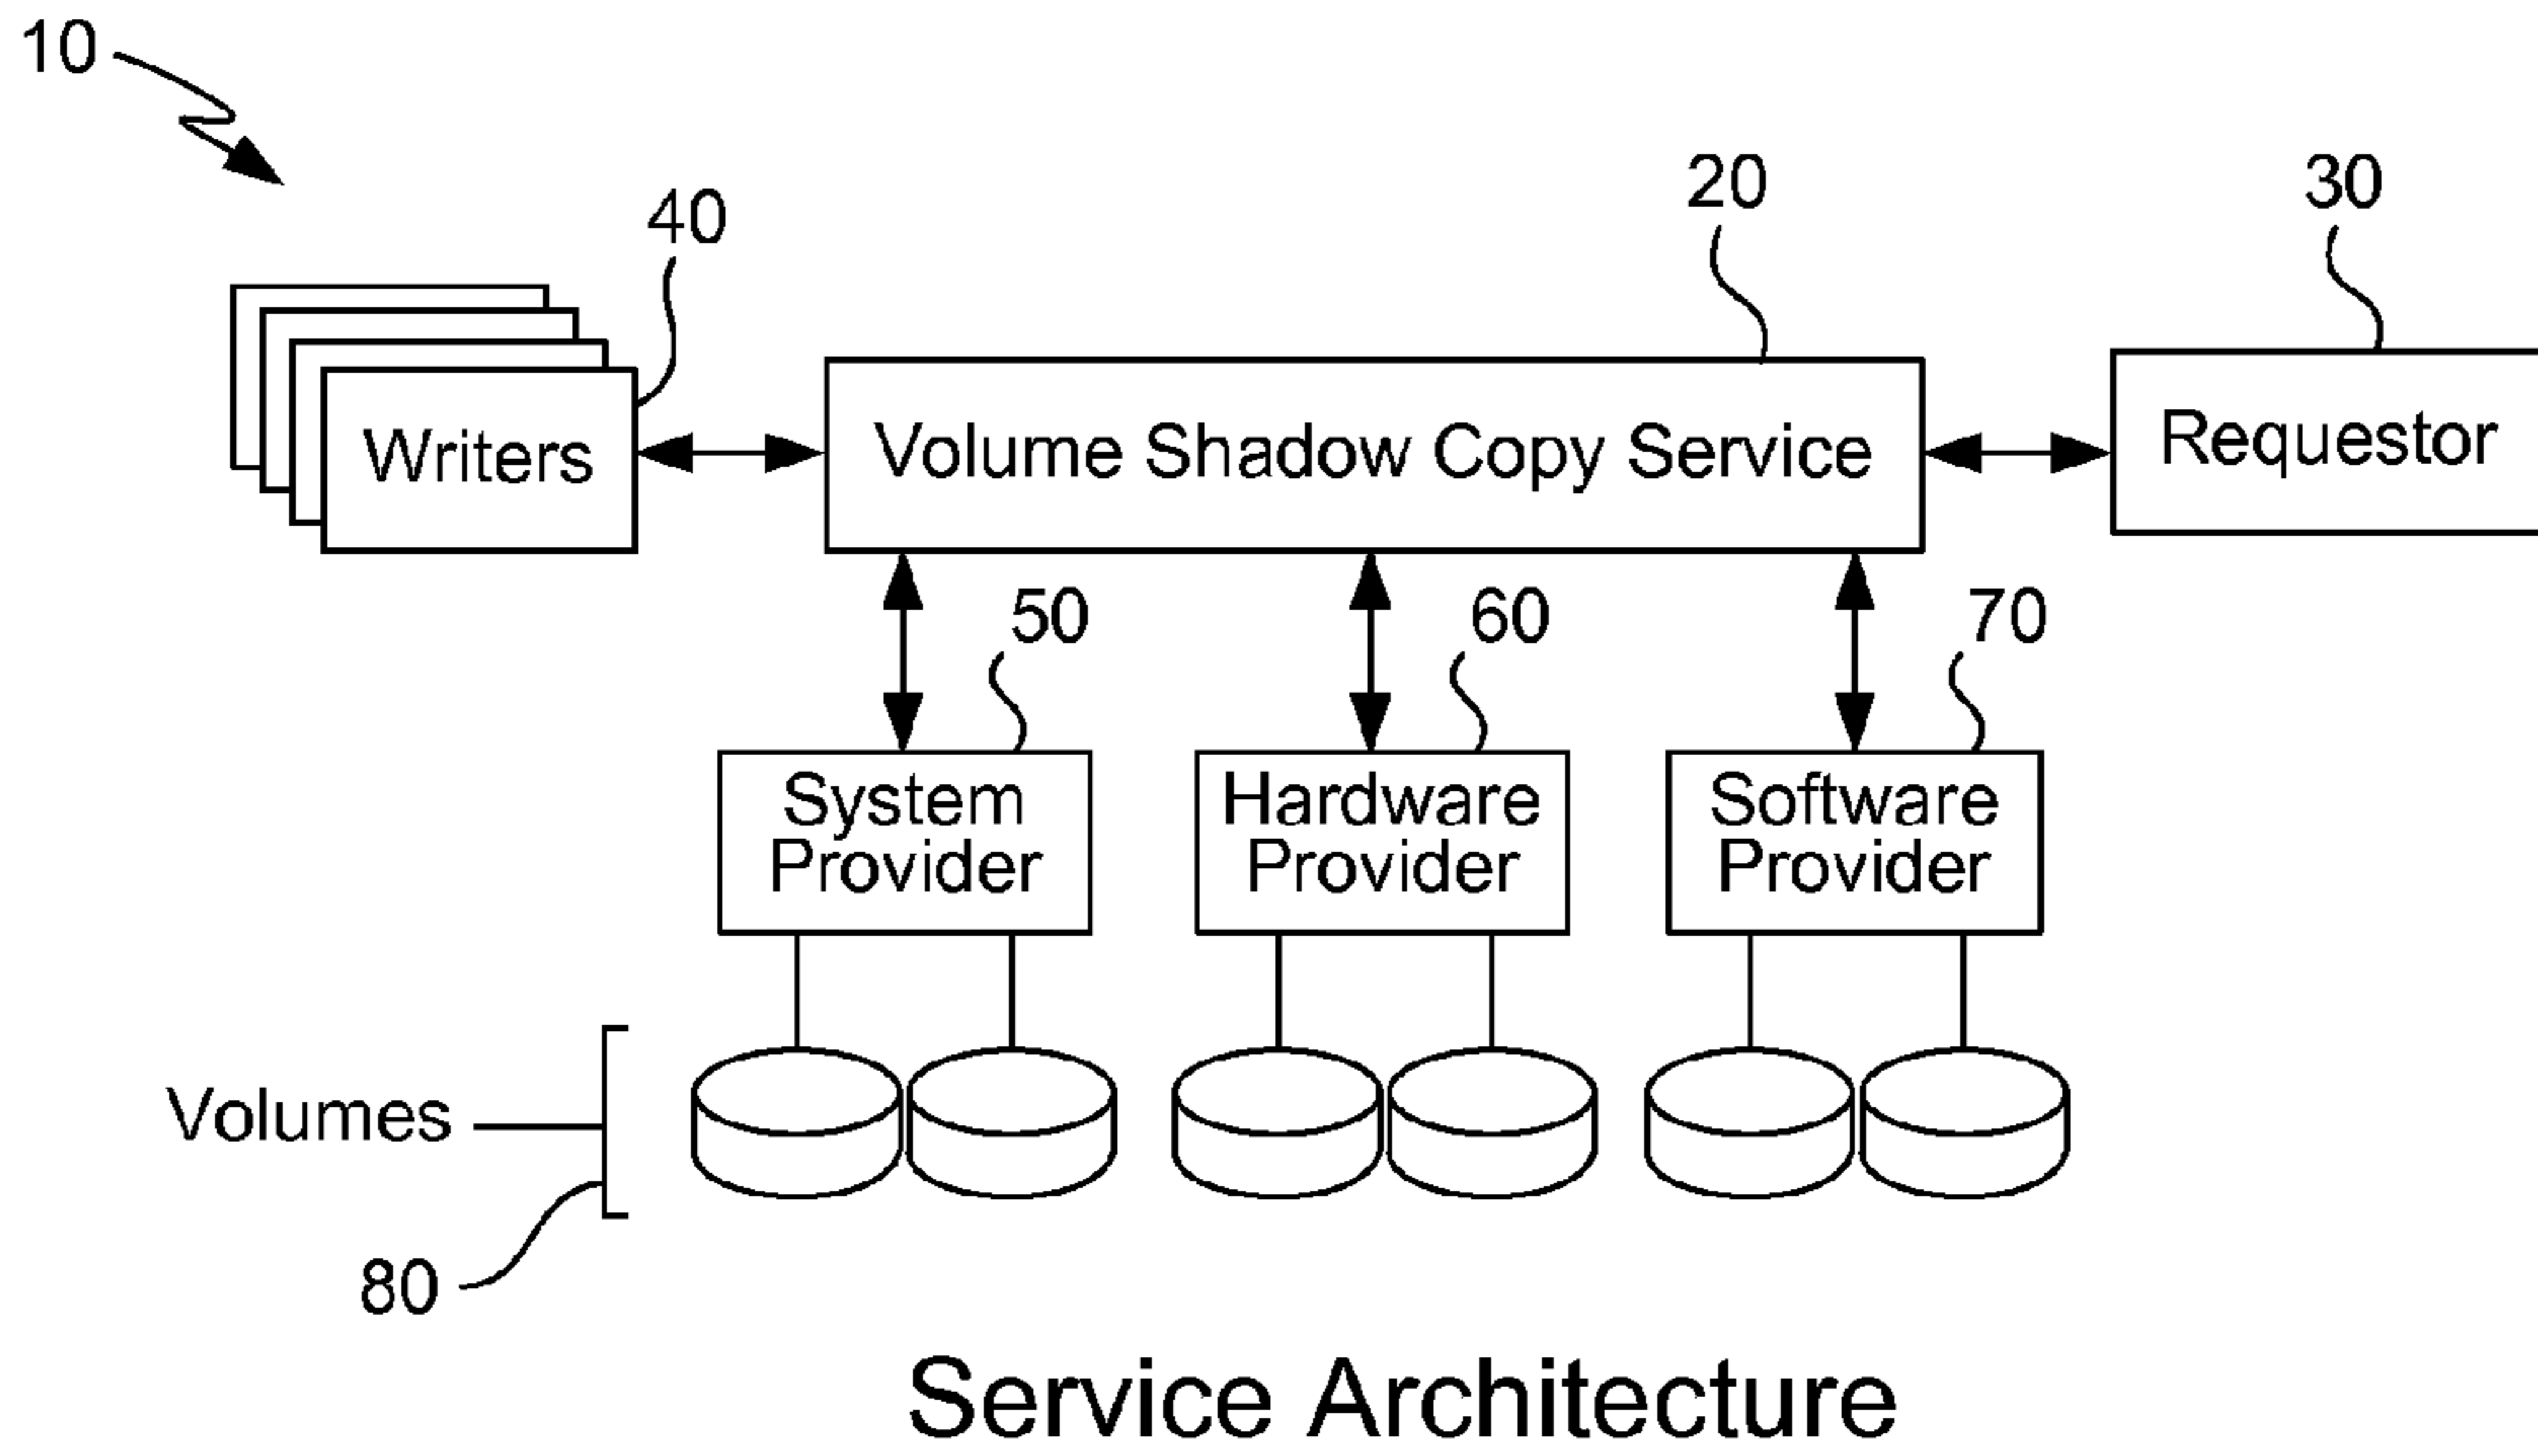 10
40
20
30
Writers
Volume Shadow Copy Service
Requestor
50
60
70
System
Provider
Hardware
Provider
Software
Provider
Volumes
80
Service Architecture